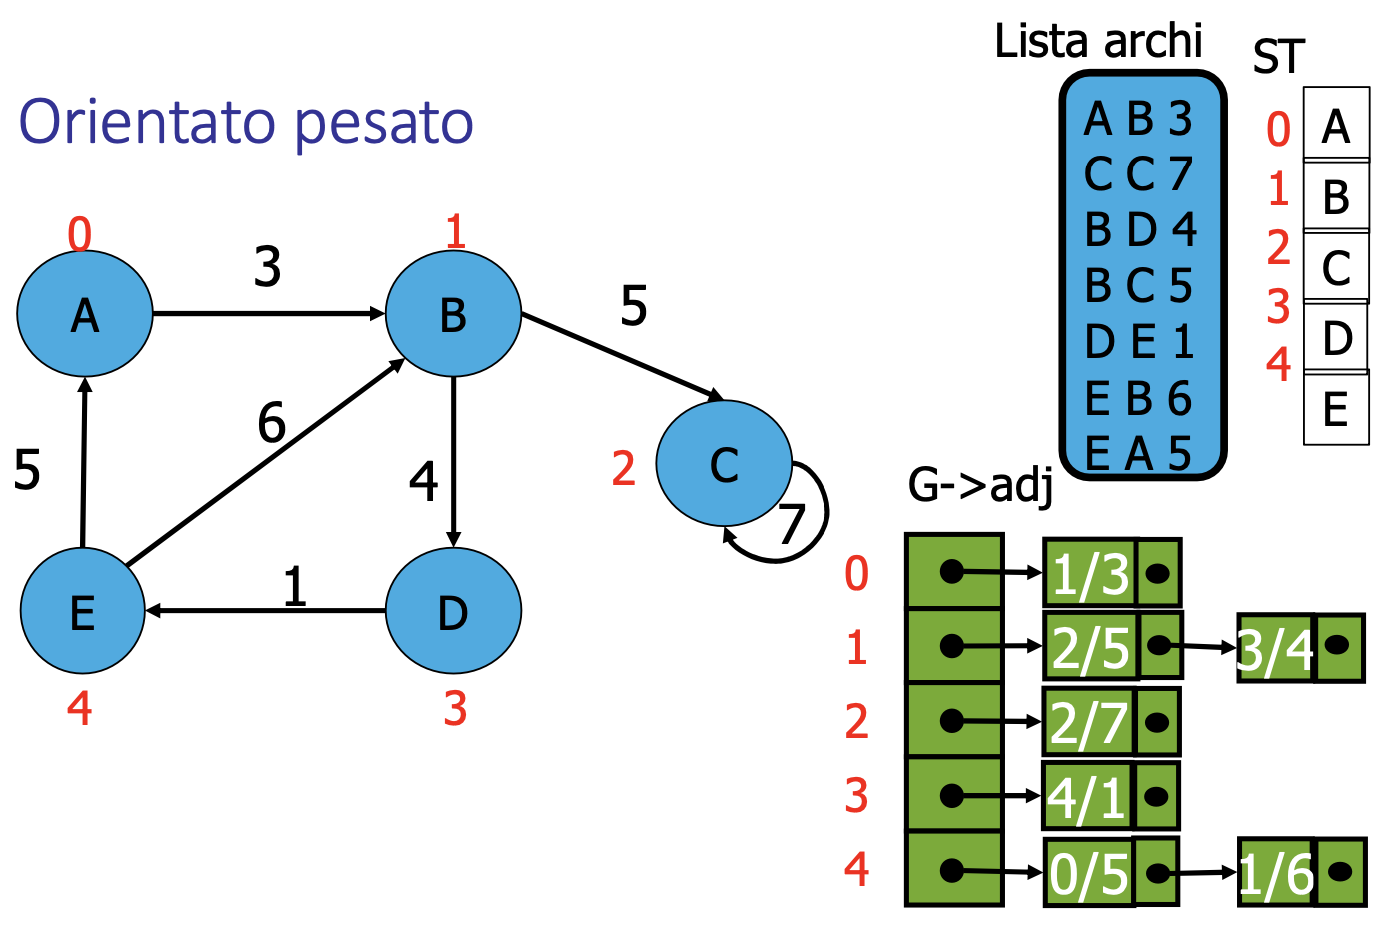 Orientato pesato
0
1
3
A
B
5
6
5
4
2
C
7
1
E
D
4
3
Lista archi
A B 3
C C 7
B D 4
B C 5
D E 1
E B 6
E A 5
ST
0 A
1 B
2 C
3 D
4 E
G->adj
0 1/3
1 2/5 3/4
2 2/7
3 4/1
4 0/5 1/6